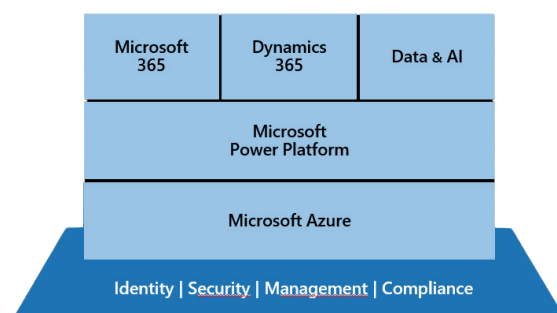 Microsoft
365
Dynamics
365
Data & AI
Microsoft
Power Platform
Microsoft Azure
Identity | Security | Management | Compliance